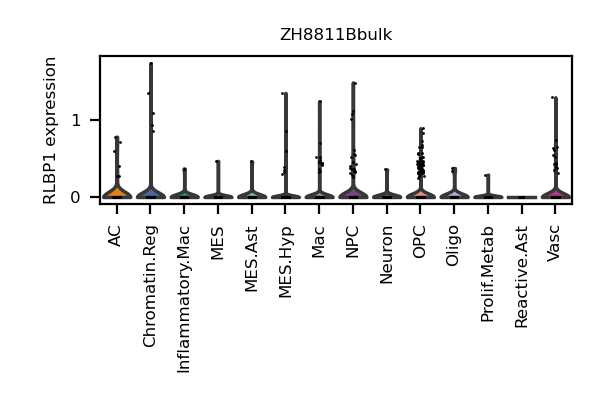 ZH8811Bbulk
RLBP1 expression
1
0
AC
Chromatin.Reg
Inflammatory.Mac
MES
MES.Ast
MES.Hyp
Mac
NPC
Neuron
OPC
Oligo
Prolif.Metab
Reactive.Ast
Vasc